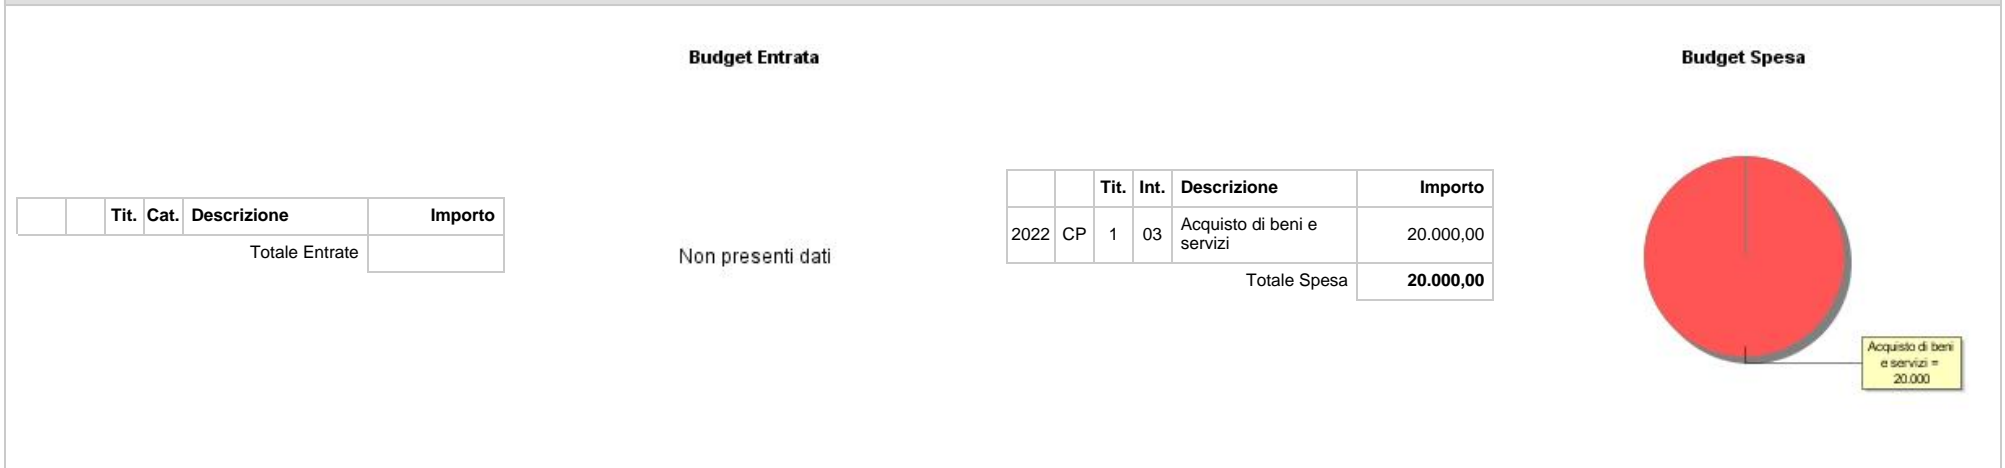 Budget Entrata
Tit. Cat. Descrizione Importo
Totale Entrate
Non presenti dati
Budget Spesa
Tit. Int. Descrizione Importo
2022 CP 1 03 Acquisto di beni e
servizi 20.000,00
Totale Spesa 20.000,00
Acquisto di beni
e servizi =
20.000